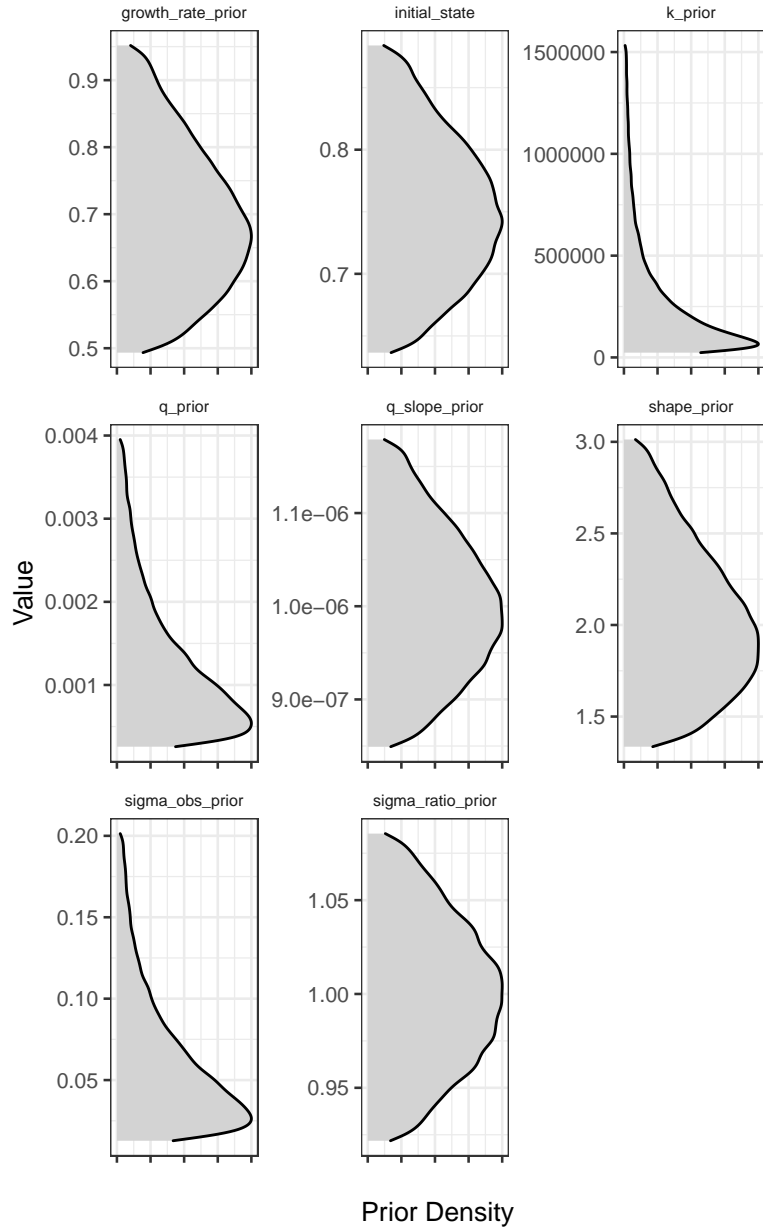 growth_rate_prior
initial_state
k_prior
0.9
0.8
0.7
0.6
0.5
0.8
0.7
1500000
1000000
500000
0
q_prior
q_slope_prior
shape_prior
0.004
0.003
0.002
0.001
1.1e−06
1.0e−06
9.0e−07
3.0
2.5
2.0
1.5
Value
sigma_obs_prior
sigma_ratio_prior
0.20
0.15
0.10
0.05
1.05
1.00
0.95
Prior Density